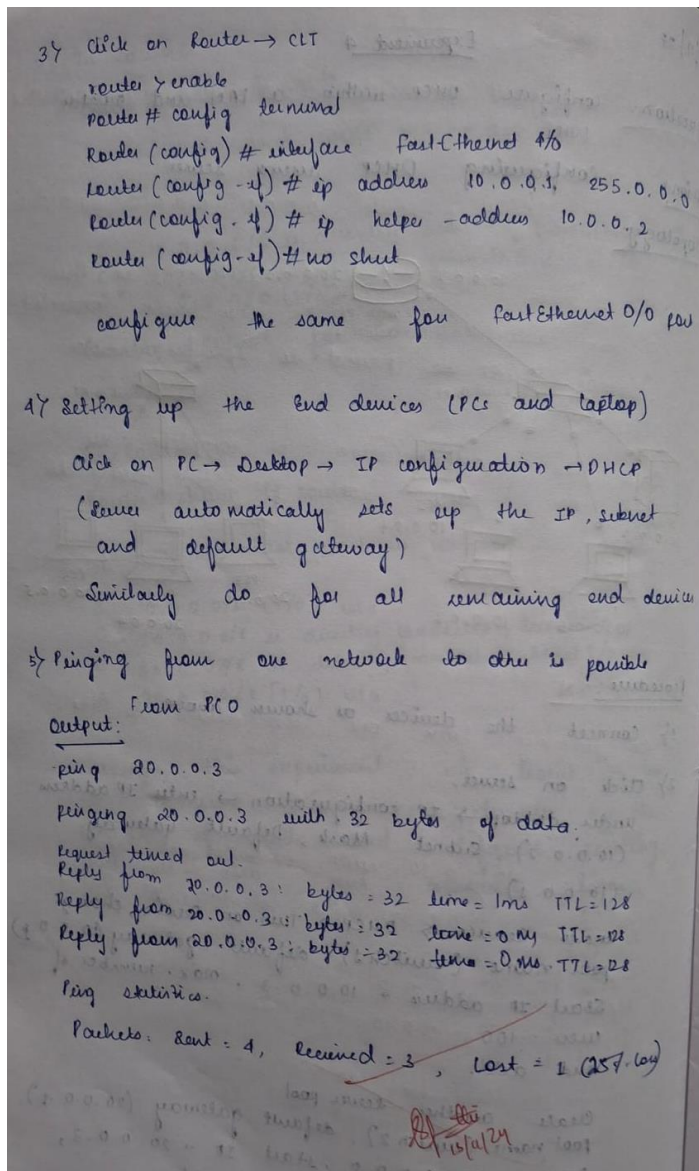 3) Click on Router → CLI
router > enable
Router # config terminal
Router (config) # interface FastEthernet 4/0
Router (config-if) # ip address 10.0.0.1 255.0.0.0
Router (config-if) # ip helper-address 10.0.0.2
Router (config-if) # no shut
configure the same for FastEthernet 0/0
4) Setting up the End devices (PCs and laptop)
Click on PC → Desktop → IP configuration → DHCP
(Server automatically sets up the IP, subnet
and default gateway)
Similarly do for all remaining end device
5) Pinging from one network to other is possible
From PC0
Output:
ping 20.0.0.3
pinging 20.0.0.3 with 32 bytes of data:
Request timed out.
Reply from 20.0.0.3: bytes = 32 time = 1ms TTL = 128
Reply from 20.0.0.3: bytes = 32 time = 0 ms TTL = 128
Reply from 20.0.0.3: bytes = 32 time = 0 ms TTL = 128
Ping statistics.
Packets: Sent = 4, Received = 3, Lost = 1 (25% loss)